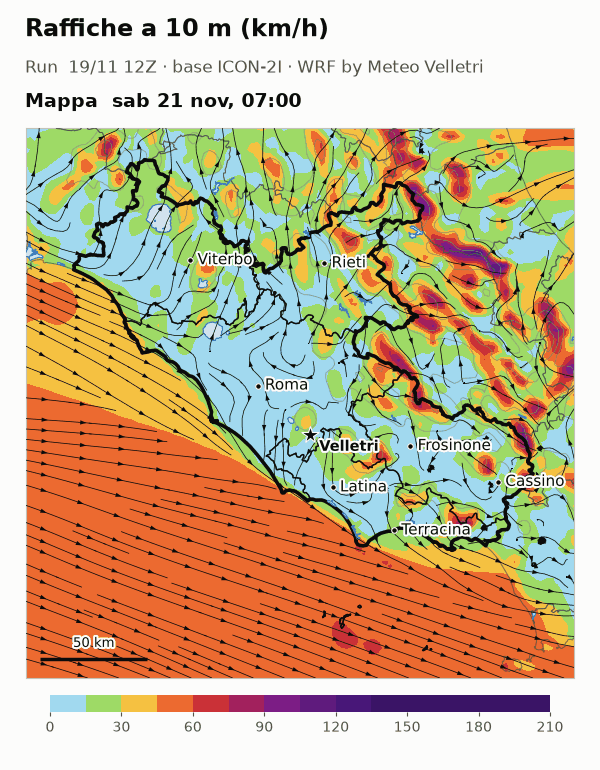 Raffiche a 10 m (km/h)
Run 19/11 12Z · base ICON-2I · WRF by Meteo Velletri
Mappa sab 21 nov, 07:00
Viterbo
Rieti
Roma
Velletri
Frosinone
Latina
Cassino
Terracina
50 km
0 30 60 90 120 150 180 210